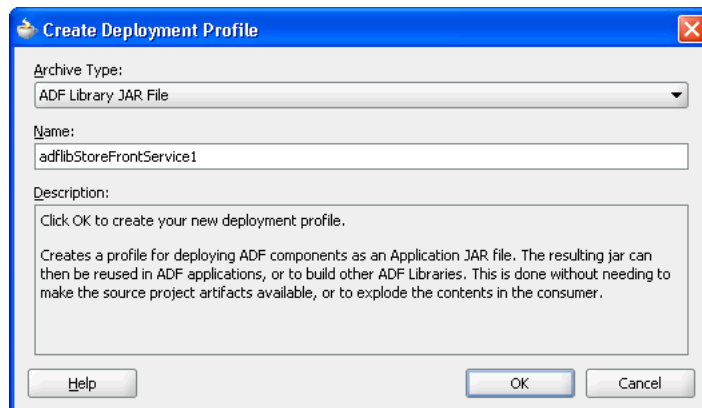 Create Deployment Profile
Archive Type:
ADF Library JAR File
Name:
adflibStoreFrontService1
Description:
Click OK to create your new deployment profile.
Creates a profile for deploying ADF components as an Application JAR file. The resulting jar can
then be reused in ADF applications, or to build other ADF Libraries. This is done without needing to
make the source project artifacts available, or to explode the contents in the consumer.
Help
OK
Cancel